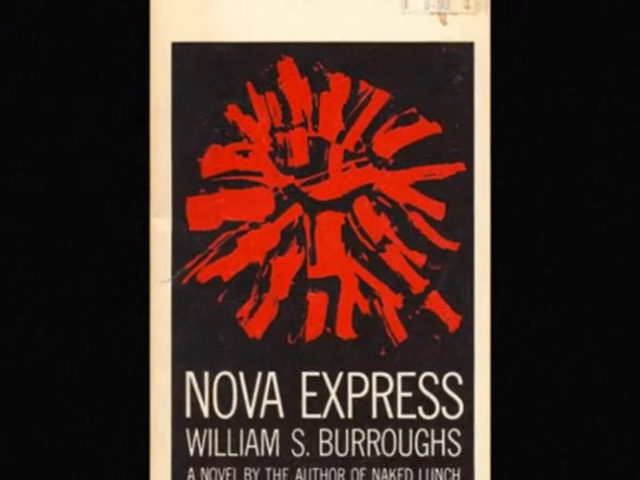 NOVA EXPRESS
WILLIAM S. BURROUGHS
A NOVEL BY THE AUTHOR OF NAKED LUNCH